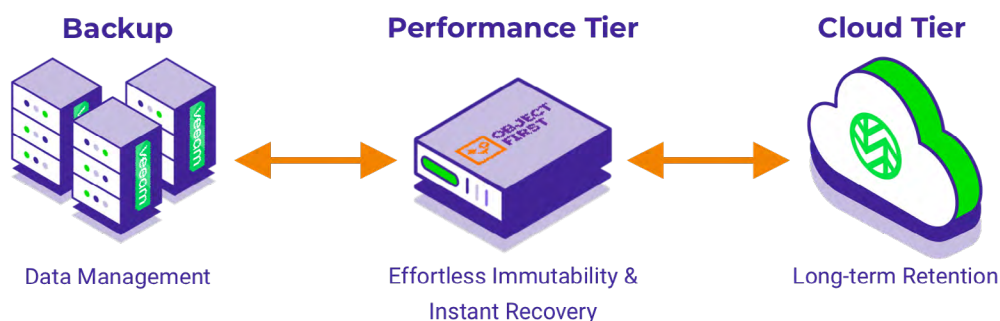 Backup
Performance Tier
Cloud Tier
veeam
veeam
veeam
OBJECT
FIRST
Data Management
Effortless Immutability &
Instant Recovery
Long-term Retention